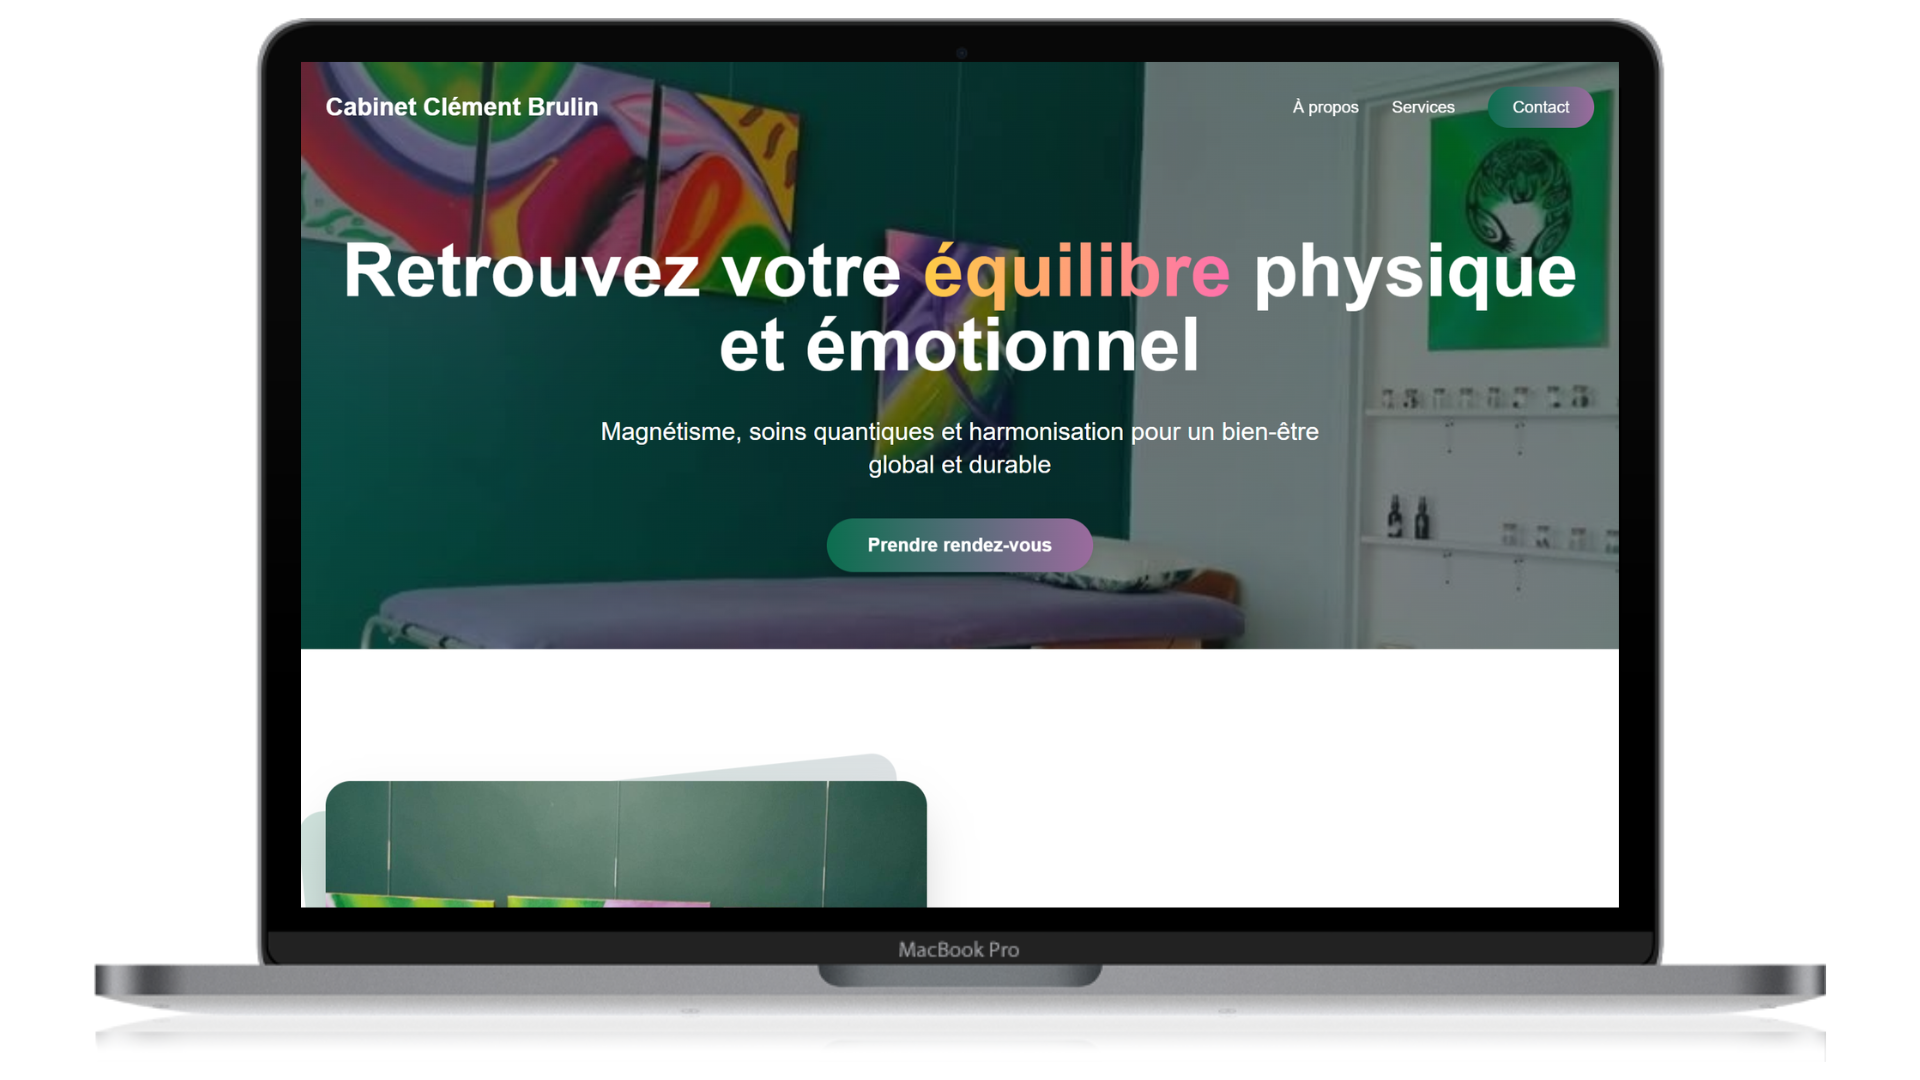 Cabinet Clément Brulin
À propos
Services
Contact
Retrouvez votre équilibre physique
et émotionnel
Magnétisme, soins quantiques et harmonisation pour un bien-être
global et durable
Prendre rendez-vous
MacBook Pro